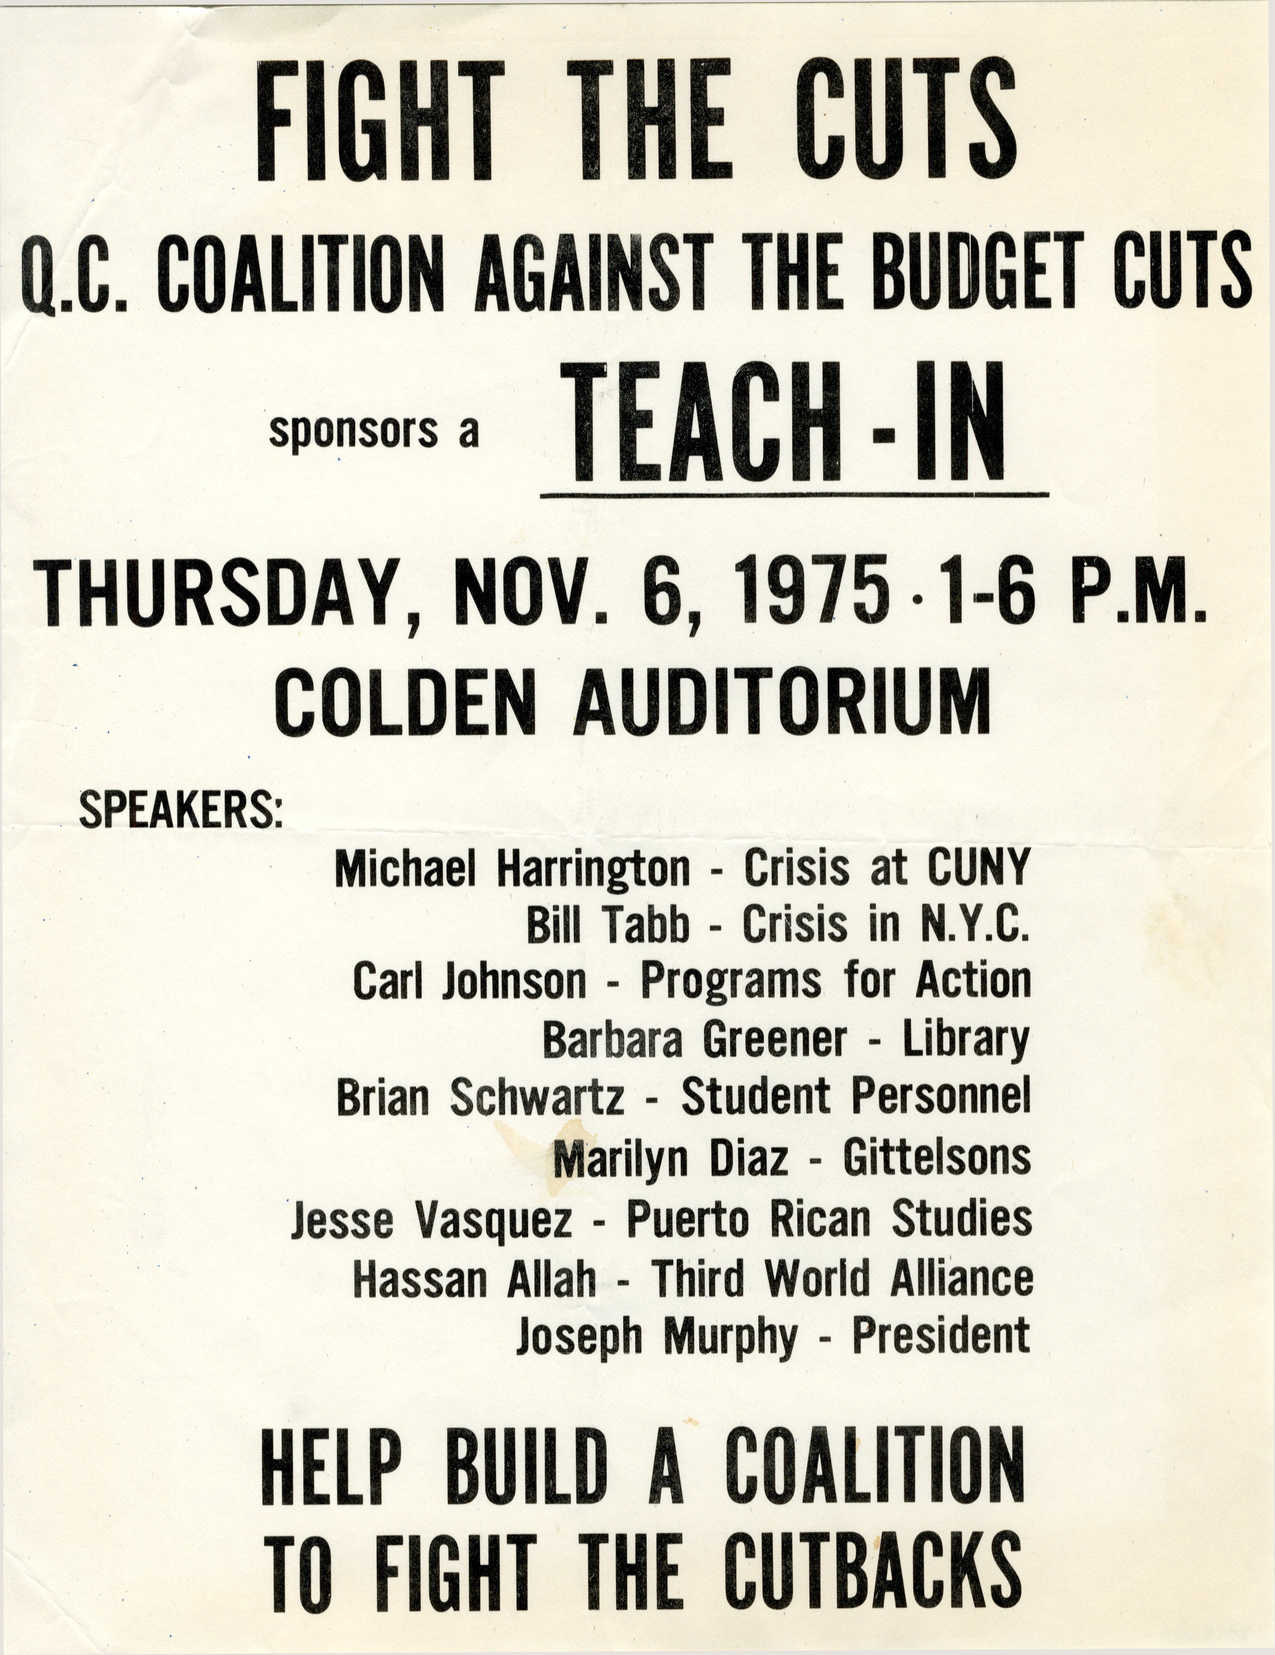 FIGHT THE CUTS
Q.C. COALITION AGAINST THE BUDGET CUTS
sponsors a TEACH-IN
THURSDAY, NOV. 6, 1975 · 1-6 P.M.
COLDEN AUDITORIUM
SPEAKERS:
Michael Harrington - Crisis at CUNY
Bill Tabb - Crisis in N.Y.C.
Carl Johnson - Programs for Action
Barbara Greener - Library
Brian Schwartz - Student Personnel
Marilyn Diaz - Gittelsons
Jesse Vasquez - Puerto Rican Studies
Hassan Allah - Third World Alliance
Joseph Murphy - President
HELP BUILD A COALITION
TO FIGHT THE CUTBACKS